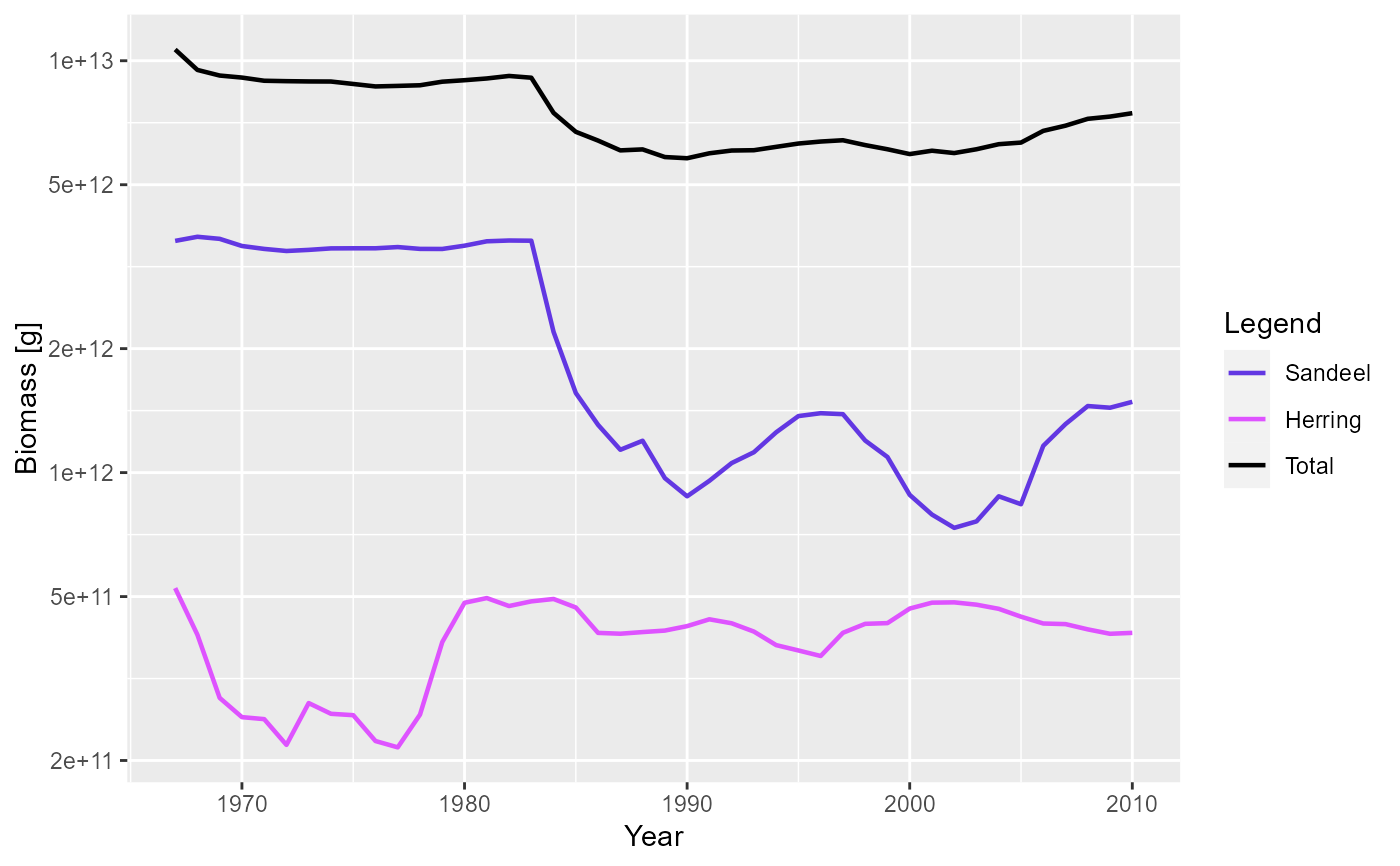 1e+13
5e+12
2e+12
1e+12
5e+11
2e+11
Biomass [g]
1970 1980 1990 2000 2010
Year
Legend
Sandeel
Herring
Total